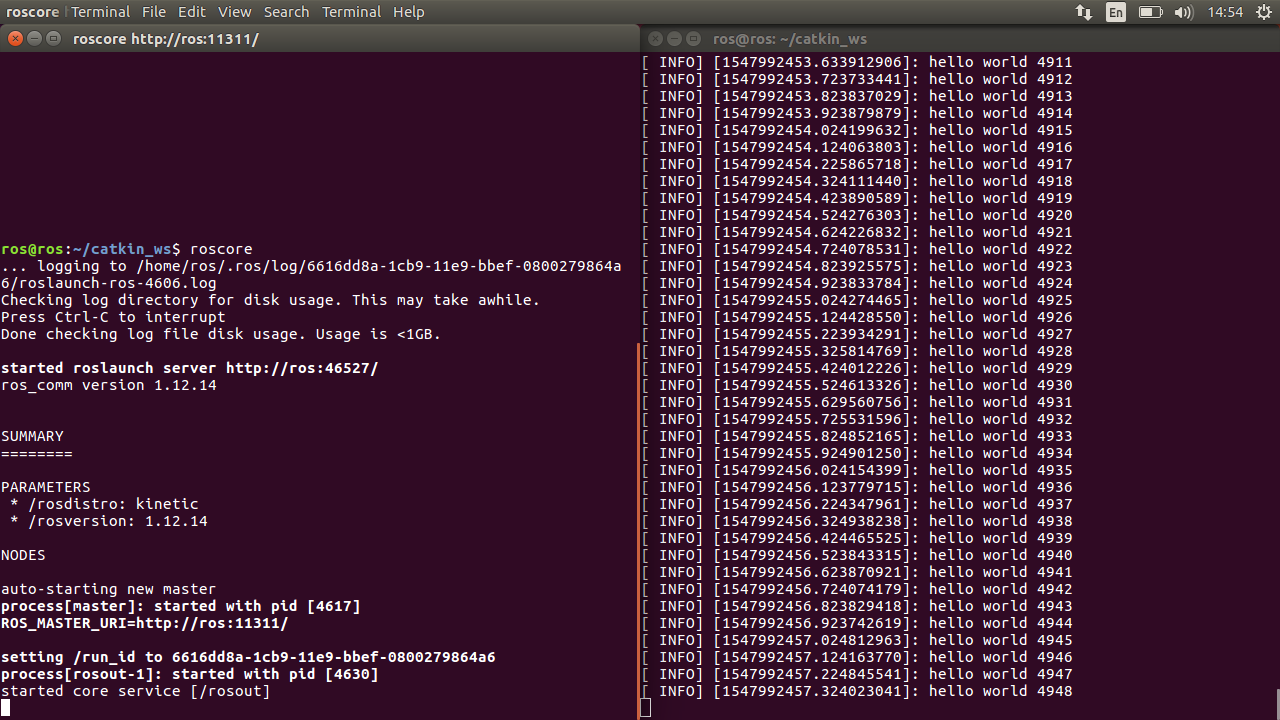 roscore Terminal File Edit View Search Terminal Help En 14:54
roscore http://ros:11311/
ros@ros:~/catkin_ws$ roscore
... logging to /home/ros/.ros/log/6616dd8a-1cb9-11e9-bbef-0800279864a
6/roslaunch-ros-4606.log
Checking log directory for disk usage. This may take awhile.
Press Ctrl-C to interrupt
Done checking log file disk usage. Usage is <1GB.
started roslaunch server http://ros:46527/
ros_comm version 1.12.14
SUMMARY
========
PARAMETERS
 * /rosdistro: kinetic
 * /rosversion: 1.12.14
NODES
auto-starting new master
process[master]: started with pid [4617]
ROS_MASTER_URI=http://ros:11311/
setting /run_id to 6616dd8a-1cb9-11e9-bbef-0800279864a6
process[rosout-1]: started with pid [4630]
started core service [/rosout]
ros@ros: ~/catkin_ws
[ INFO] [1547992453.633912906]: hello world 4911
[ INFO] [1547992453.723733441]: hello world 4912
[ INFO] [1547992453.823837029]: hello world 4913
[ INFO] [1547992453.923879879]: hello world 4914
[ INFO] [1547992454.024199632]: hello world 4915
[ INFO] [1547992454.124063803]: hello world 4916
[ INFO] [1547992454.225865718]: hello world 4917
[ INFO] [1547992454.324111440]: hello world 4918
[ INFO] [1547992454.423890589]: hello world 4919
[ INFO] [1547992454.524276303]: hello world 4920
[ INFO] [1547992454.624226832]: hello world 4921
[ INFO] [1547992454.724078531]: hello world 4922
[ INFO] [1547992454.823925575]: hello world 4923
[ INFO] [1547992454.923833784]: hello world 4924
[ INFO] [1547992455.024274465]: hello world 4925
[ INFO] [1547992455.124428550]: hello world 4926
[ INFO] [1547992455.223934291]: hello world 4927
[ INFO] [1547992455.325814769]: hello world 4928
[ INFO] [1547992455.424012226]: hello world 4929
[ INFO] [1547992455.524613326]: hello world 4930
[ INFO] [1547992455.629560756]: hello world 4931
[ INFO] [1547992455.725531596]: hello world 4932
[ INFO] [1547992455.824852165]: hello world 4933
[ INFO] [1547992455.924901250]: hello world 4934
[ INFO] [1547992456.024154399]: hello world 4935
[ INFO] [1547992456.123779715]: hello world 4936
[ INFO] [1547992456.224347961]: hello world 4937
[ INFO] [1547992456.324938238]: hello world 4938
[ INFO] [1547992456.424465525]: hello world 4939
[ INFO] [1547992456.523843315]: hello world 4940
[ INFO] [1547992456.623870921]: hello world 4941
[ INFO] [1547992456.724074179]: hello world 4942
[ INFO] [1547992456.823829418]: hello world 4943
[ INFO] [1547992456.923742619]: hello world 4944
[ INFO] [1547992457.024812963]: hello world 4945
[ INFO] [1547992457.124163770]: hello world 4946
[ INFO] [1547992457.224845541]: hello world 4947
[ INFO] [1547992457.324023041]: hello world 4948